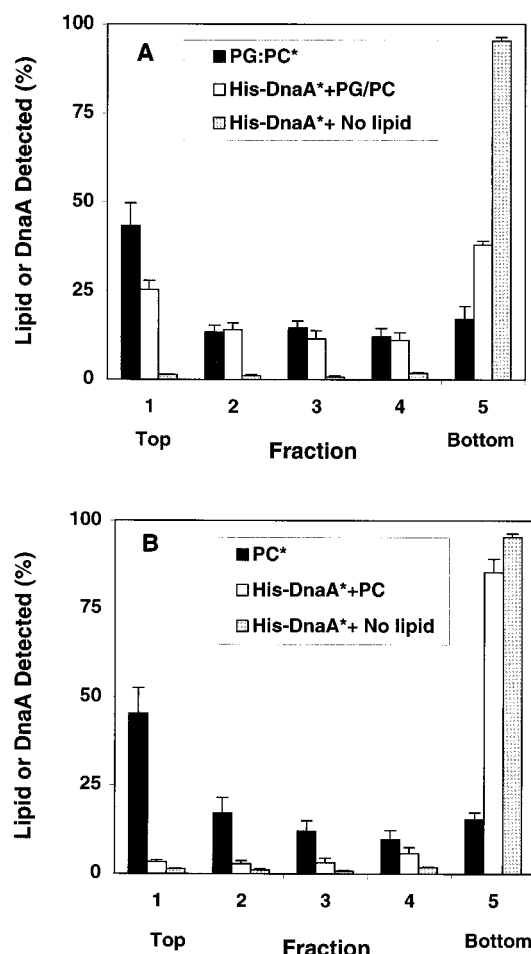 100
A
PG:PC*
His-DnaA*+PG/PC
His-DnaA*+ No lipid
75
50
25
0
Lipid or DnaA Detected (%)
1 2 3 4 5
Top Fraction Bottom
100
B
PC*
His-DnaA*+PC
His-DnaA*+ No lipid
75
50
25
0
Lipid or DnaA Detected (%)
1 2 3 4 5
Top Fraction Bottom